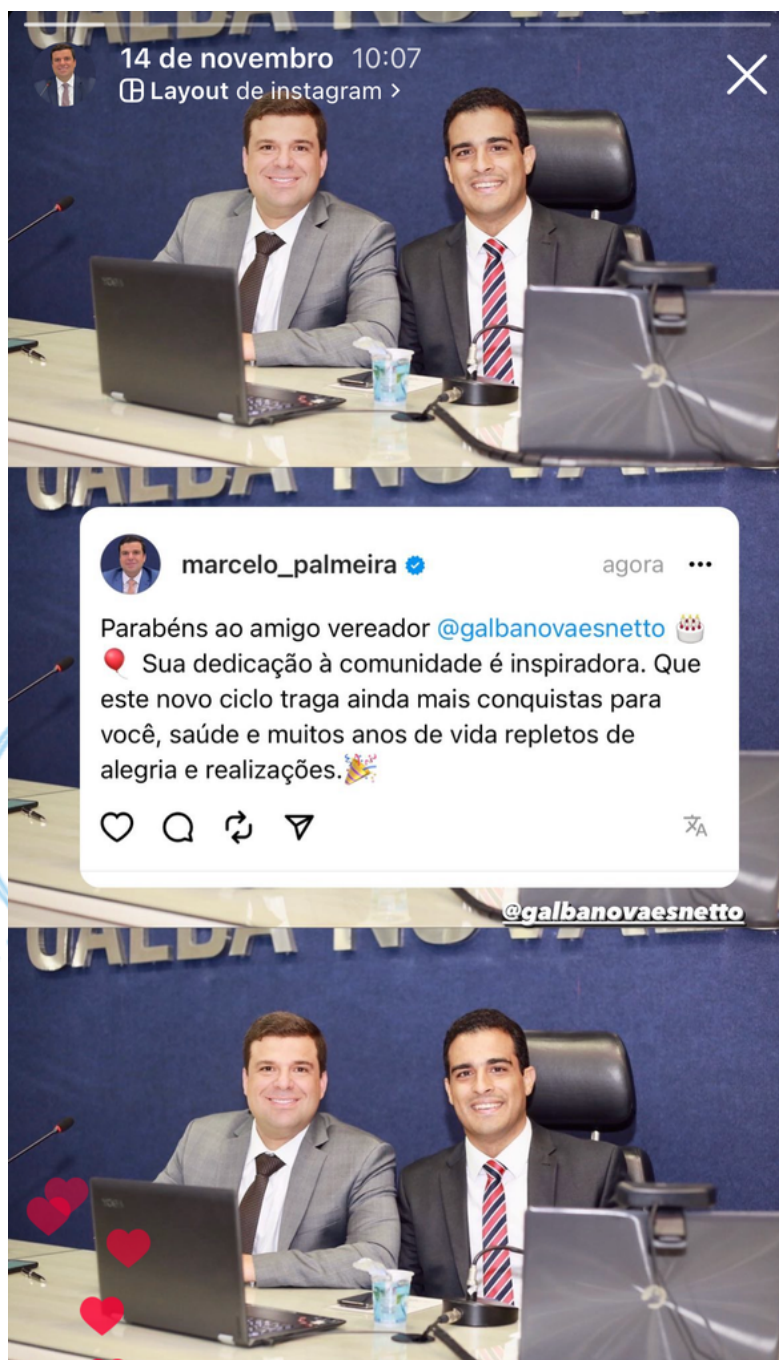 14 de novembro 10:07
Layout de instagram >
marcelo_palmeira agora
Parabéns ao amigo vereador @galbanovaesnetto 🎂
🎈 Sua dedicação à comunidade é inspiradora. Que
este novo ciclo traga ainda mais conquistas para
você, saúde e muitos anos de vida repletos de
alegria e realizações.🎉
@galbanovaesnetto